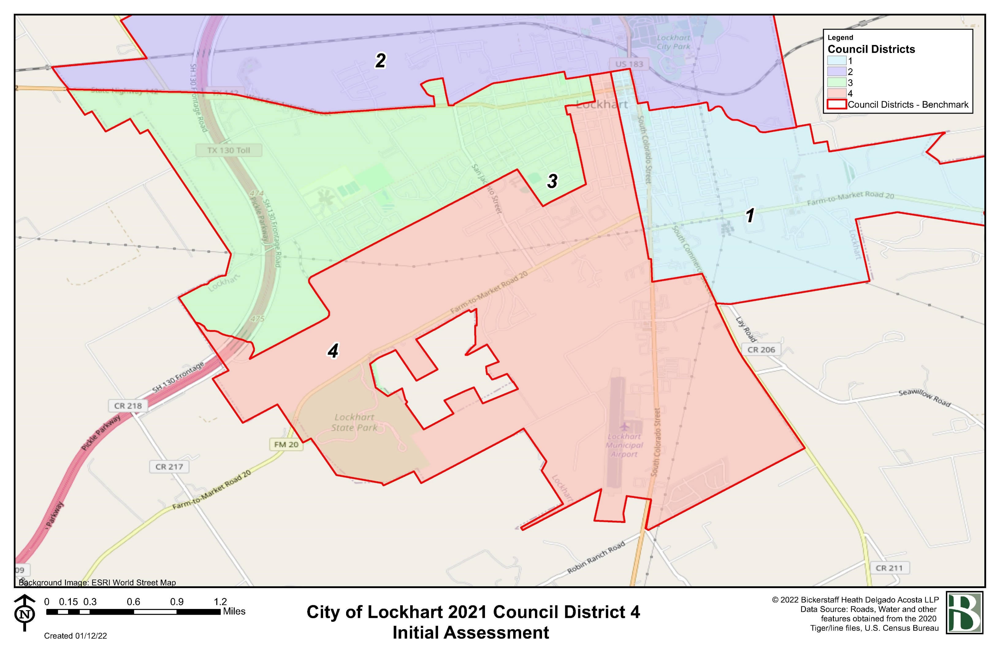 Legend
Council Districts
1
2
3
4
Council Districts - Benchmark
2
Lockhart
City Park
US 183
SH 130 Frontage Road
2
State Highway 142
TX 142
West San Antonio Street
Lockhart
TX 130 Toll
South Colorado Street
San Jacinto Street
3
474
Pickle Parkway
SH 130 Frontage Road
Farm-to-Market Road 20
1
South Commerce Street
Lockhart
Lockhart
Farm-to-Market Road 20
475
4
Lay Road
CR 206
SH 130 Frontage
CR 218
Seawillow Road
Pickle Parkway
Lockhart
State Park
FM 20
Lockhart
Municipal
Airport
South Colorado Street
CR 217
Farm-to-Market Road 20
Lockhart
Parkway
Robin Ranch Road
09
CR 211
Background Image: ESRI World Street Map
N
0 0.15 0.3 0.6 0.9 1.2
Miles
Created 01/12/22
City of Lockhart 2021 Council District 4
Initial Assessment
© 2022 Bickerstaff Heath Delgado Acosta LLP
Data Source: Roads, Water and other
features obtained from the 2020
Tiger/line files, U.S. Census Bureau
B